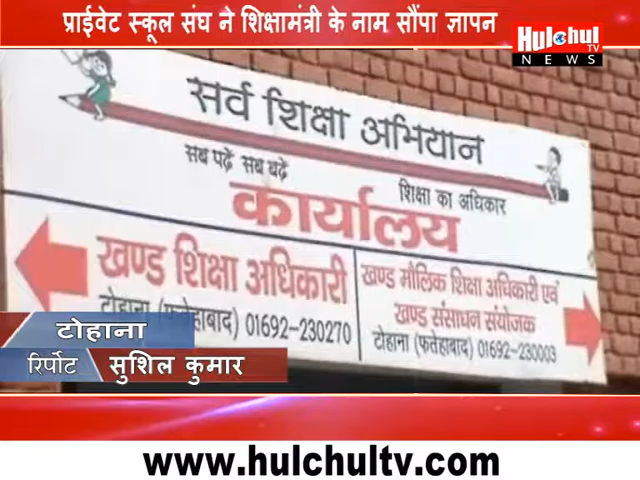 प्राईवेट स्कूल संघ ने शिक्षामंत्री के नाम सौंपा ज्ञापन
Hulchul
TV
NEWS
सर्व शिक्षा अभियान
सब पढ़ें सब बढ़ें
शिक्षा का अधिकार
कार्यालय
खण्ड शिक्षा अधिकारी
टोहाना (फतेहाबाद) 01692-230270
खण्ड मौलिक शिक्षा अधिकारी एवं
खण्ड संसाधन संयोजक
टोहाना (फतेहाबाद) 01692-230003
टोहाना
रिर्पोट
सुशिल कुमार
www.hulchultv.com